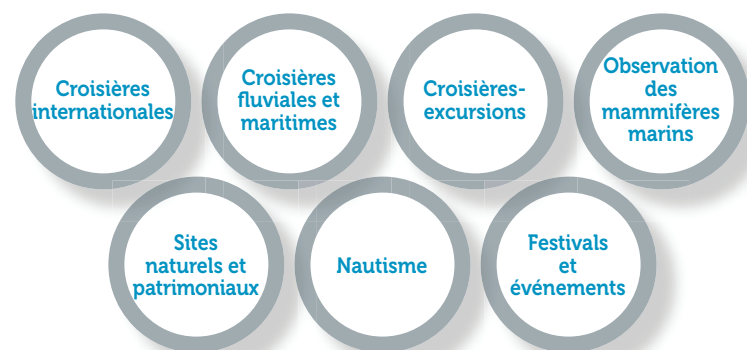 Croisières
internationales
Croisières
fluviales et
maritimes
Croisières-
excursions
Observation
des
mammifères
marins
Sites
naturels et
patrimoniaux
Nautisme
Festivals
et
événements